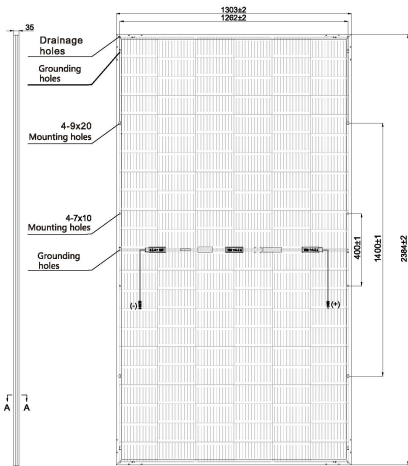 1303±2
1262±2
35
Drainage
holes
Grounding
holes
4-9x20
Mounting holes
4-7x10
Mounting holes
Grounding
holes
400±1
1400±1
2384±2
(-)
(+)
A
A